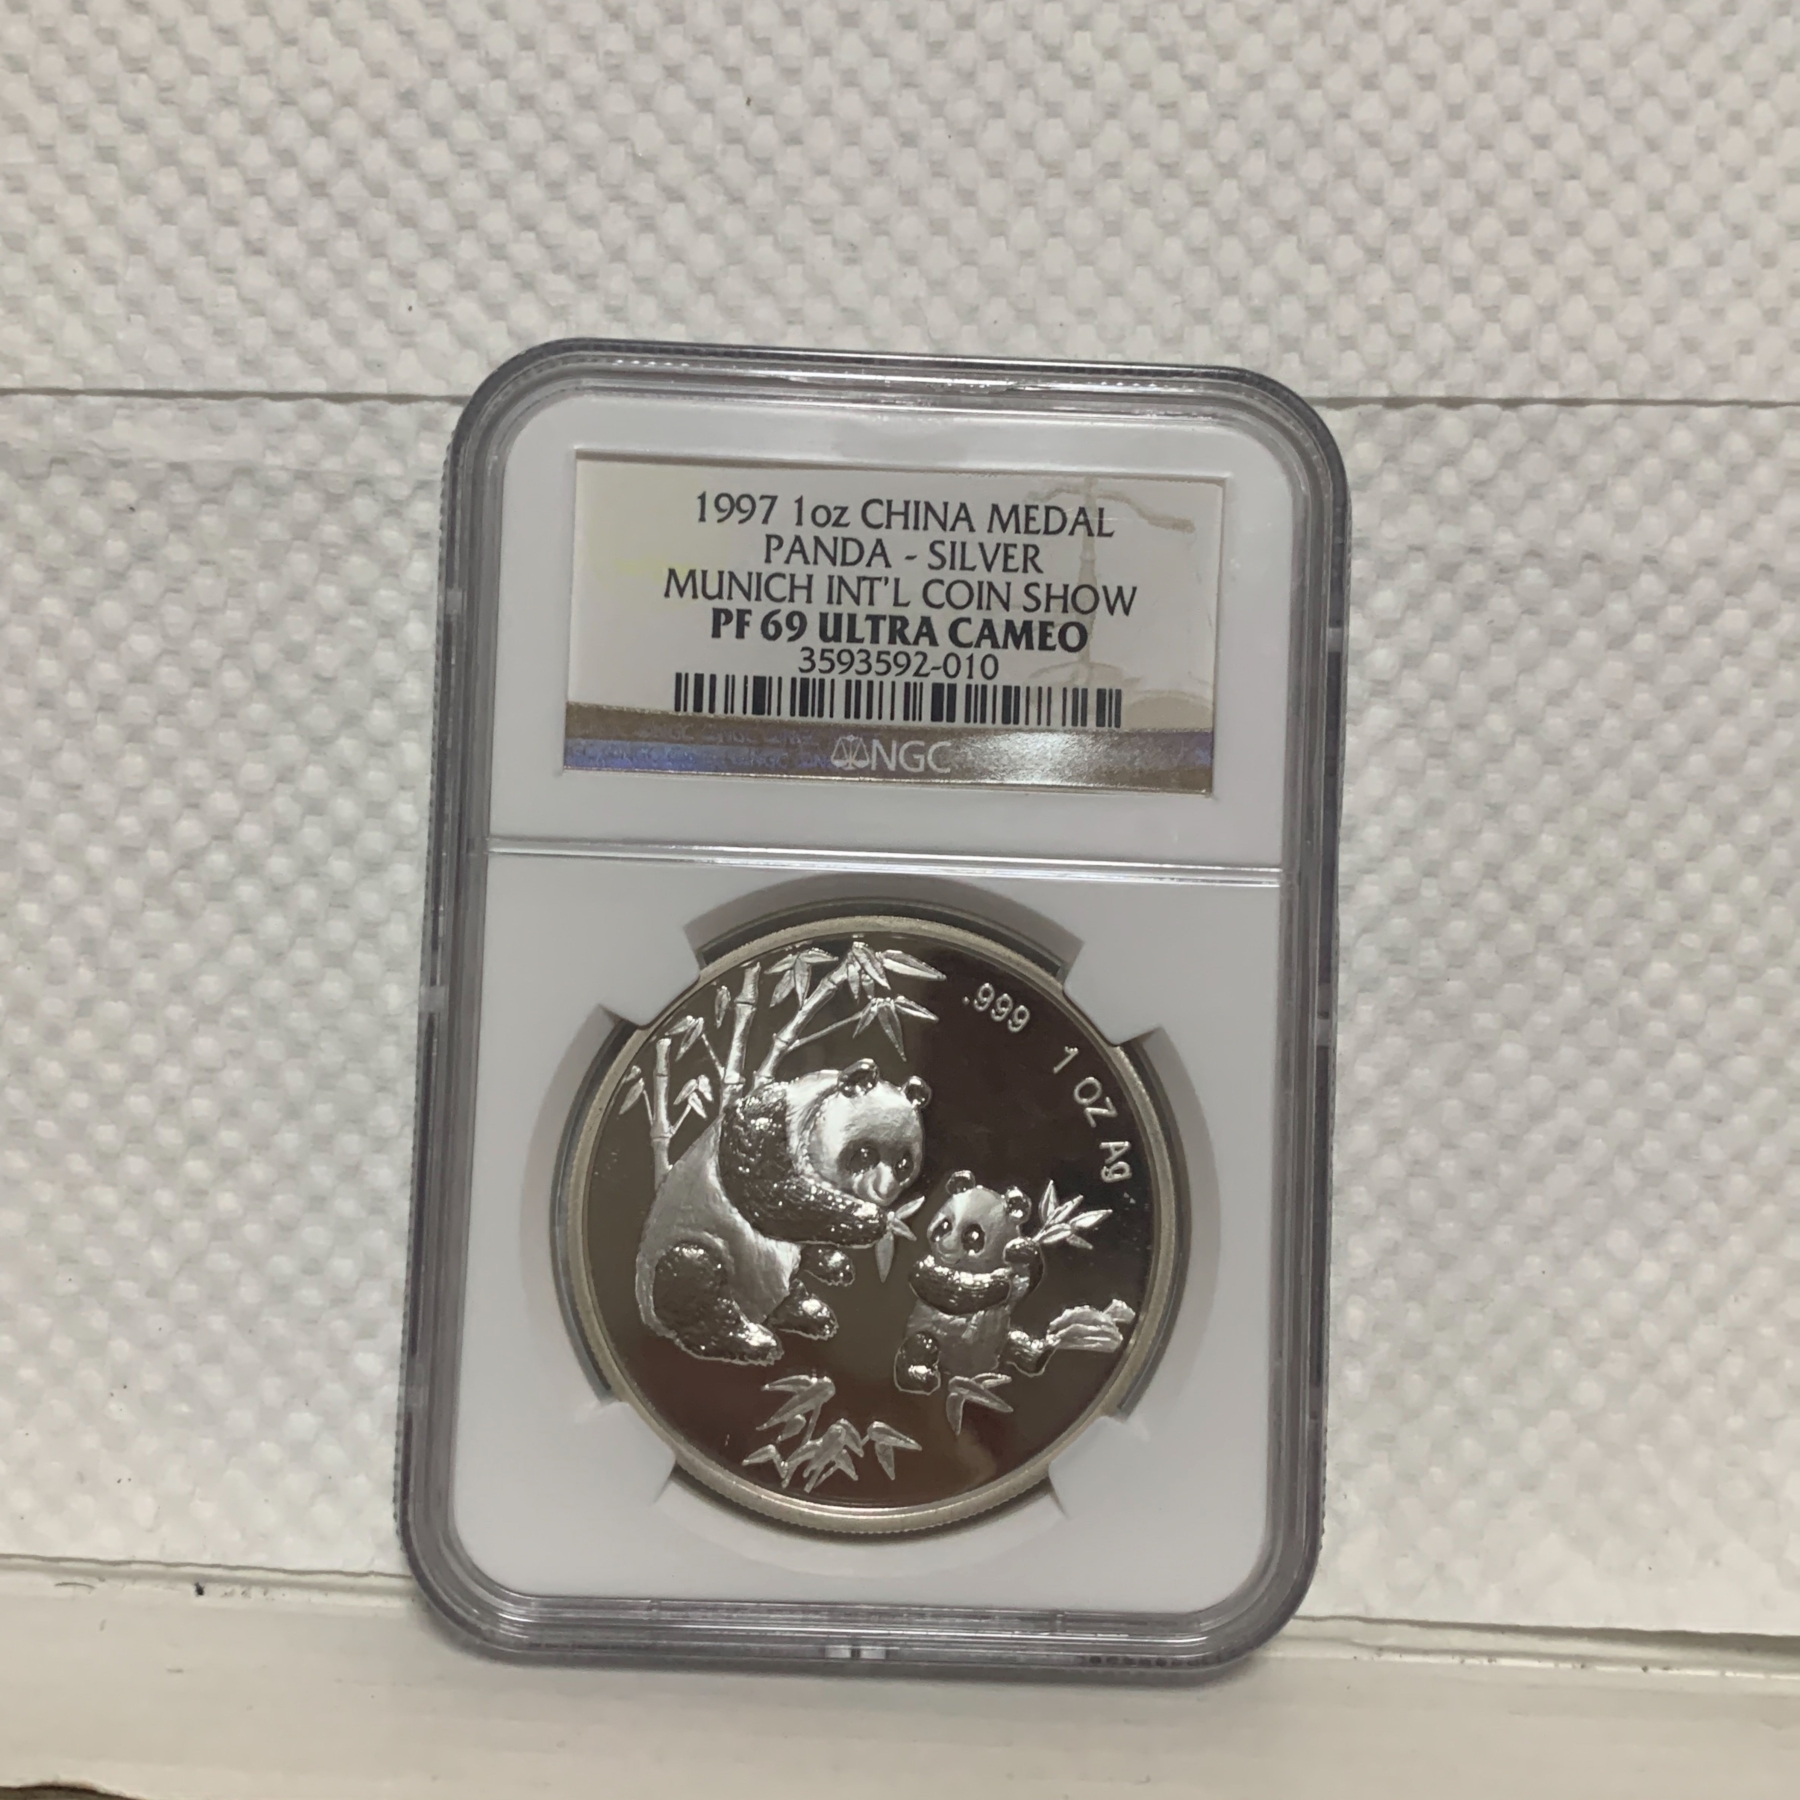 1997 1oz CHINA MEDAL
PANDA - SILVER
MUNICH INT'L COIN SHOW
PF 69 ULTRA CAMEO
3593592-010
NGC
.999 1 OZ Ag